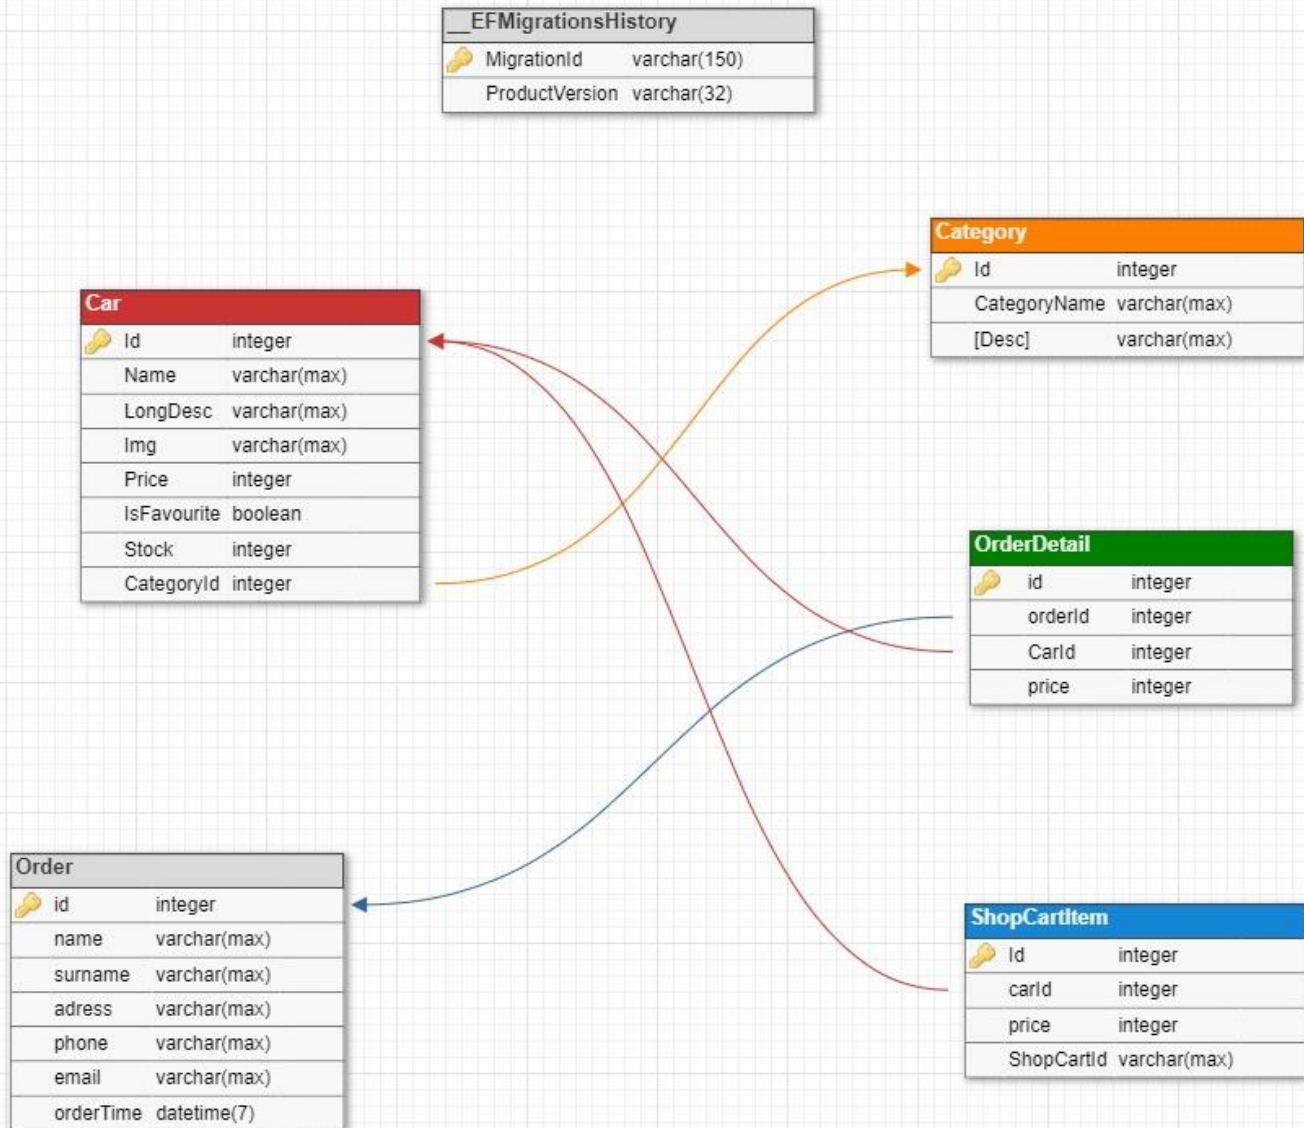 __EFMigrationsHistory
MigrationId varchar(150)
ProductVersion varchar(32)
Category
Id integer
CategoryName varchar(max)
[Desc] varchar(max)
Car
Id integer
Name varchar(max)
LongDesc varchar(max)
Img varchar(max)
Price integer
IsFavourite boolean
Stock integer
CategoryId integer
OrderDetail
id integer
orderId integer
CarId integer
price integer
Order
id integer
name varchar(max)
surname varchar(max)
adress varchar(max)
phone varchar(max)
email varchar(max)
orderTime datetime(7)
ShopCartItem
Id integer
carId integer
price integer
ShopCartId varchar(max)